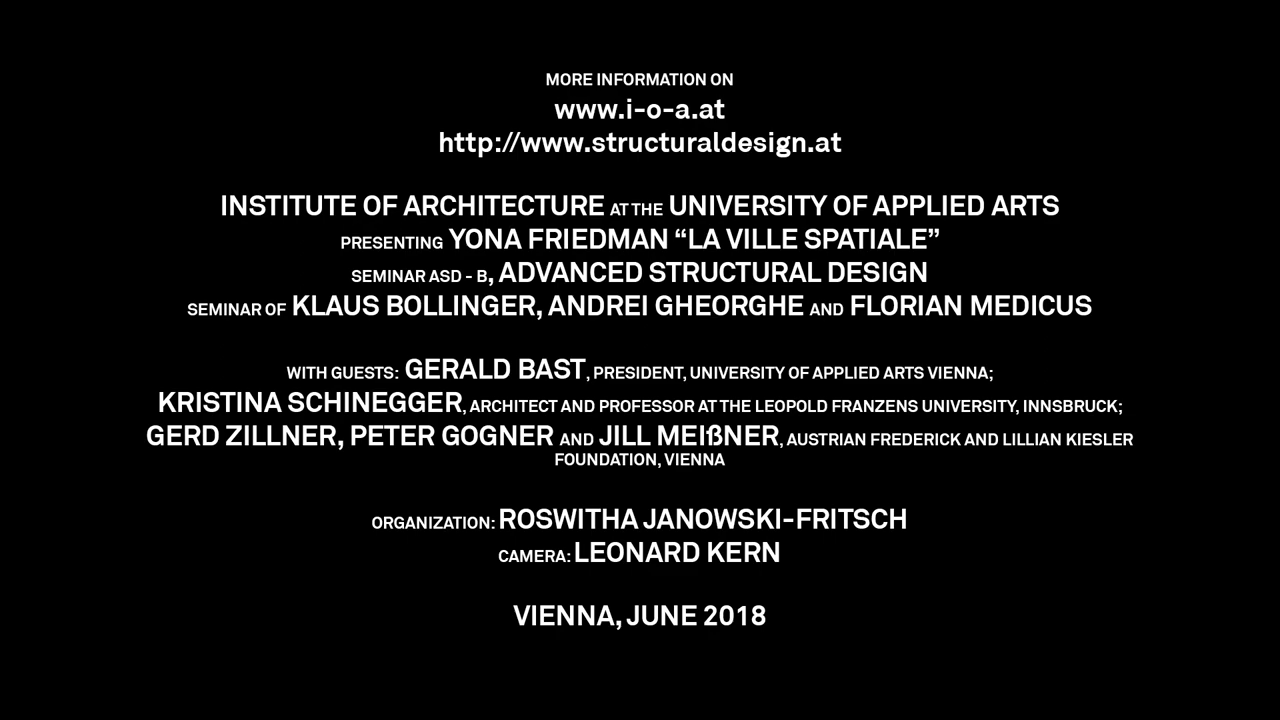 MORE INFORMATION ON
www.i-o-a.at
http://www.structuraldesign.at
INSTITUTE OF ARCHITECTURE AT THE UNIVERSITY OF APPLIED ARTS
PRESENTING YONA FRIEDMAN “LA VILLE SPATIALE”
SEMINAR ASD - B, ADVANCED STRUCTURAL DESIGN
SEMINAR OF KLAUS BOLLINGER, ANDREI GHEORGHE AND FLORIAN MEDICUS
WITH GUESTS: GERALD BAST, PRESIDENT, UNIVERSITY OF APPLIED ARTS VIENNA;
KRISTINA SCHINEGGER, ARCHITECT AND PROFESSOR AT THE LEOPOLD FRANZENS UNIVERSITY, INNSBRUCK;
GERD ZILLNER, PETER GOGNER AND JILL MEIßNER, AUSTRIAN FREDERICK AND LILLIAN KIESLER
FOUNDATION, VIENNA
ORGANIZATION: ROSWITHA JANOWSKI-FRITSCH
CAMERA: LEONARD KERN
VIENNA, JUNE 2018